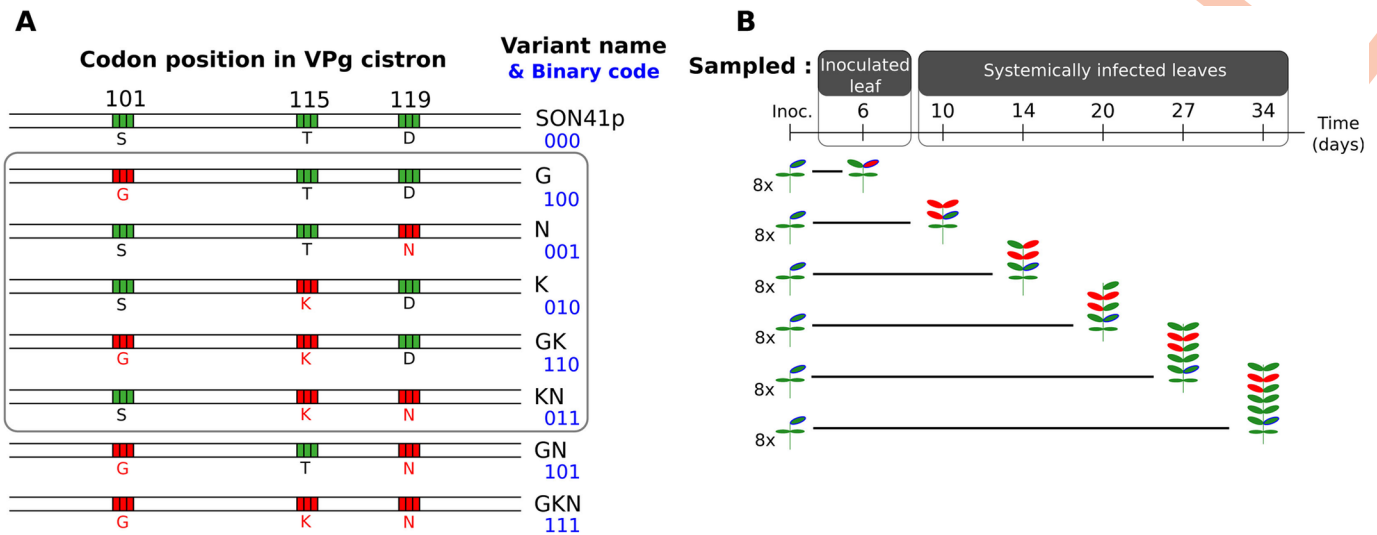 A
Codon position in VPg cistron
Variant name
& Binary code
101 115 119
SON41p
S T D
000
G
G T D
100
N
S T N
001
K
S K D
010
GK
G K D
110
KN
S K N
011
GN
G T N
101
GKN
G K N
111
B
Sampled :
Inoculated
leaf
Systemically infected leaves
Inoc. 6 10 14 20 27 34
Time
(days)
8x
8x
8x
8x
8x
8x